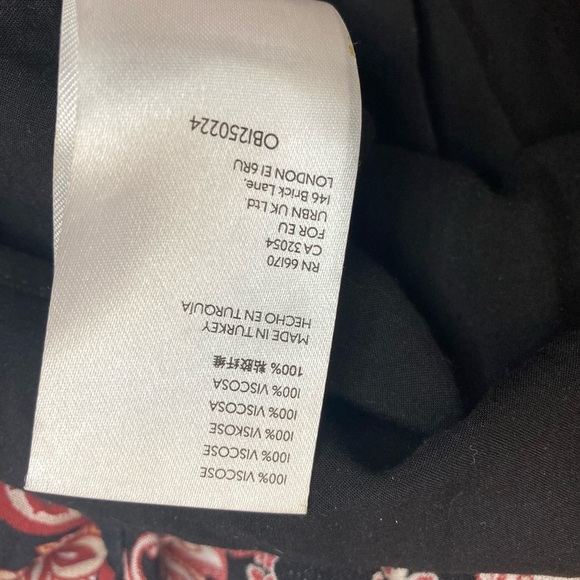 100% VISCOSE
100% VISCOSE
100% VISKOSE
100% VISCOSA
100% VISCOSA
100% 粘胶纤维
MADE IN TURKEY
HECHO EN TURQUÍA
RN 66170
CA 32054
FOR EU
URBN UK Ltd
146 Brick Lane.
LONDON E1 6RU
OB1250224